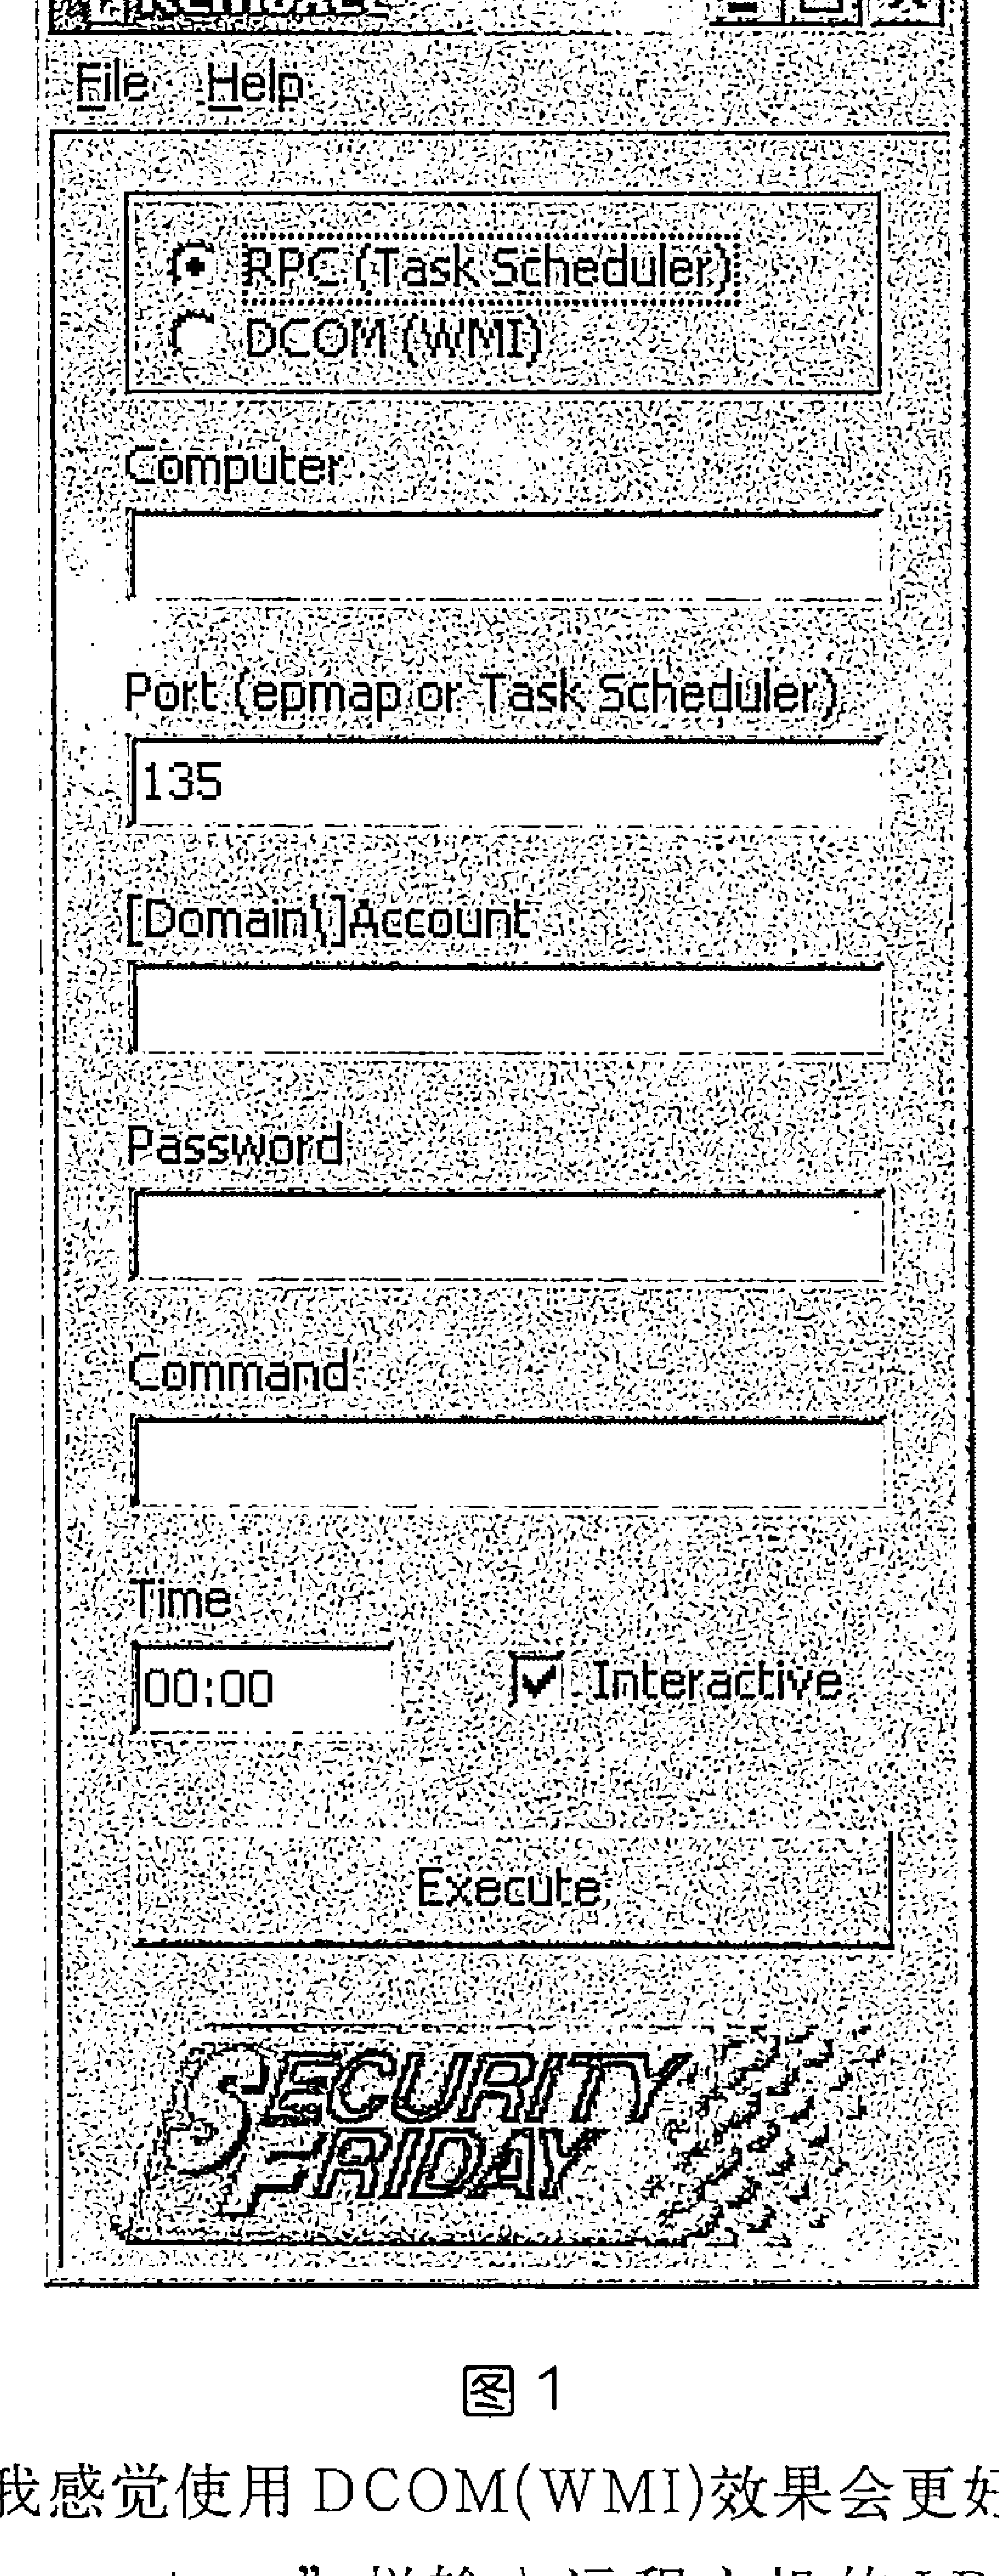 File Help
RPC (Task Scheduler)
DCOM (WMI)
Computer
Port (epmap or Task Scheduler)
135
[Domain\]Account
Password
Command
Time
00:00 Interactive
Execute
SECURITY
FRIDAY
图 1
我感觉使用 DCOM(WMI)效果会更好